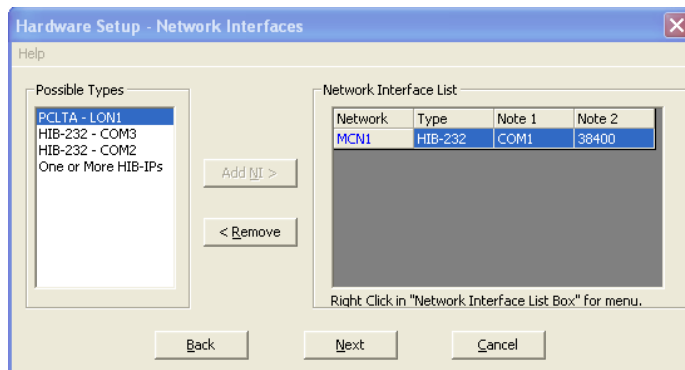 Hardware Setup - Network Interfaces
Help
Possible Types
PCLTA - LON1
HIB-232 - COM3
HIB-232 - COM2
One or More HIB-IPs
Add NI >
< Remove
Network Interface List
Network Type Note 1 Note 2
MCN1 HIB-232 COM1 38400
Right Click in "Network Interface List Box" for menu.
Back Next Cancel